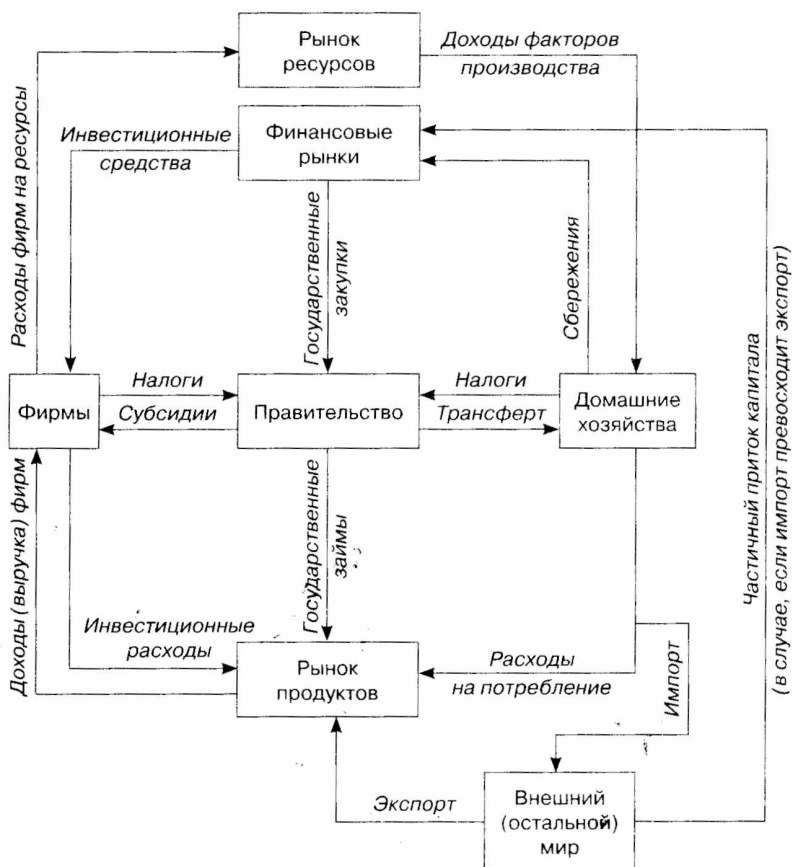 Рынок
ресурсов
Доходы факторов
производства
Расходы фирм на ресурсы
Инвестиционные
средства
Финансовые
рынки
Государственные
закупки
Сбережения
Частичный приток капитала
(в случае, если импорт превосходит экспорт)
Фирмы
Налоги
Субсидии
Правительство
Налоги
Трансферт
Домашние
хозяйства
Доходы (выручка) фирм
Инвестиционные
расходы
Государственные
займы
Рынок
продуктов
Расходы
на потребление
Импорт
Экспорт
Внешний
(остальной)
мир